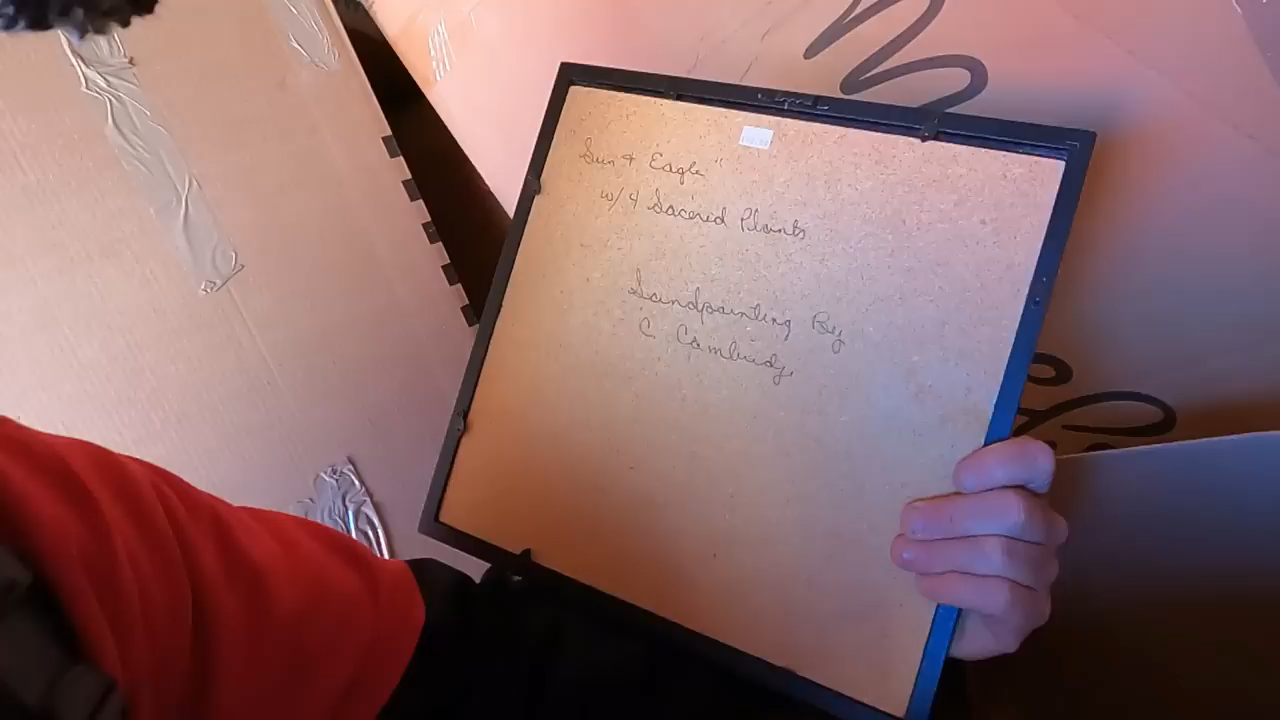 "Sun & Eagle"
w/ 4 Sacred Plants
Sandpainting By
C. Cambridge